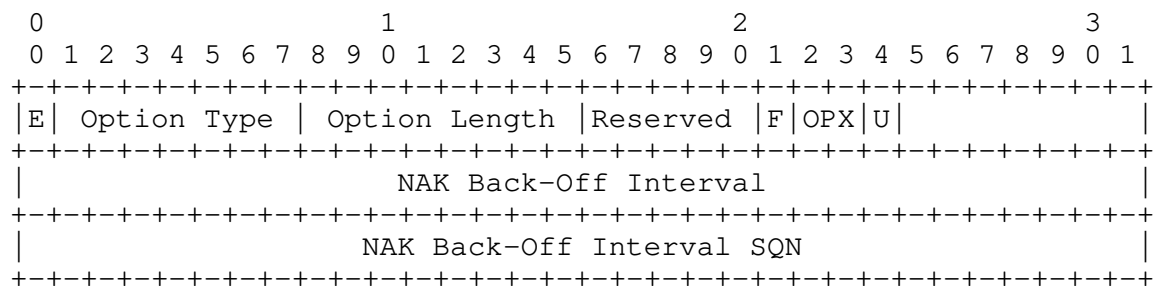 0                   1                   2                   3
 0 1 2 3 4 5 6 7 8 9 0 1 2 3 4 5 6 7 8 9 0 1 2 3 4 5 6 7 8 9 0 1
+-+-+-+-+-+-+-+-+-+-+-+-+-+-+-+-+-+-+-+-+-+-+-+-+-+-+-+-+-+-+-+-+
|E| Option Type | Option Length |Reserved |F|OPX|U|             |
+-+-+-+-+-+-+-+-+-+-+-+-+-+-+-+-+-+-+-+-+-+-+-+-+-+-+-+-+-+-+-+-+
|                     NAK Back-Off Interval                     |
+-+-+-+-+-+-+-+-+-+-+-+-+-+-+-+-+-+-+-+-+-+-+-+-+-+-+-+-+-+-+-+-+
|                   NAK Back-Off Interval SQN                   |
+-+-+-+-+-+-+-+-+-+-+-+-+-+-+-+-+-+-+-+-+-+-+-+-+-+-+-+-+-+-+-+-+